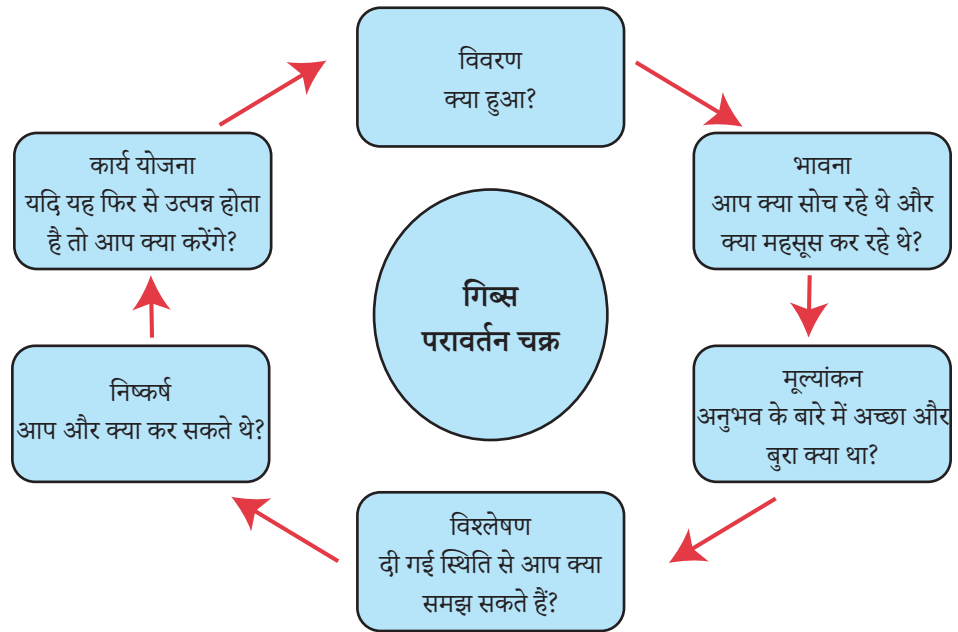 विवरण
क्या हुआ?
भावना
आप क्या सोच रहे थे और
क्या महसूस कर रहे थे?
मूल्यांकन
अनुभव के बारे में अच्छा और
बुरा क्या था?
विश्लेषण
दी गई स्थिति से आप क्या
समझ सकते हैं?
निष्कर्ष
आप और क्या कर सकते थे?
कार्य योजना
यदि यह फिर से उत्पन्न होता
है तो आप क्या करेंगे?
गिब्स
परावर्तन चक्र